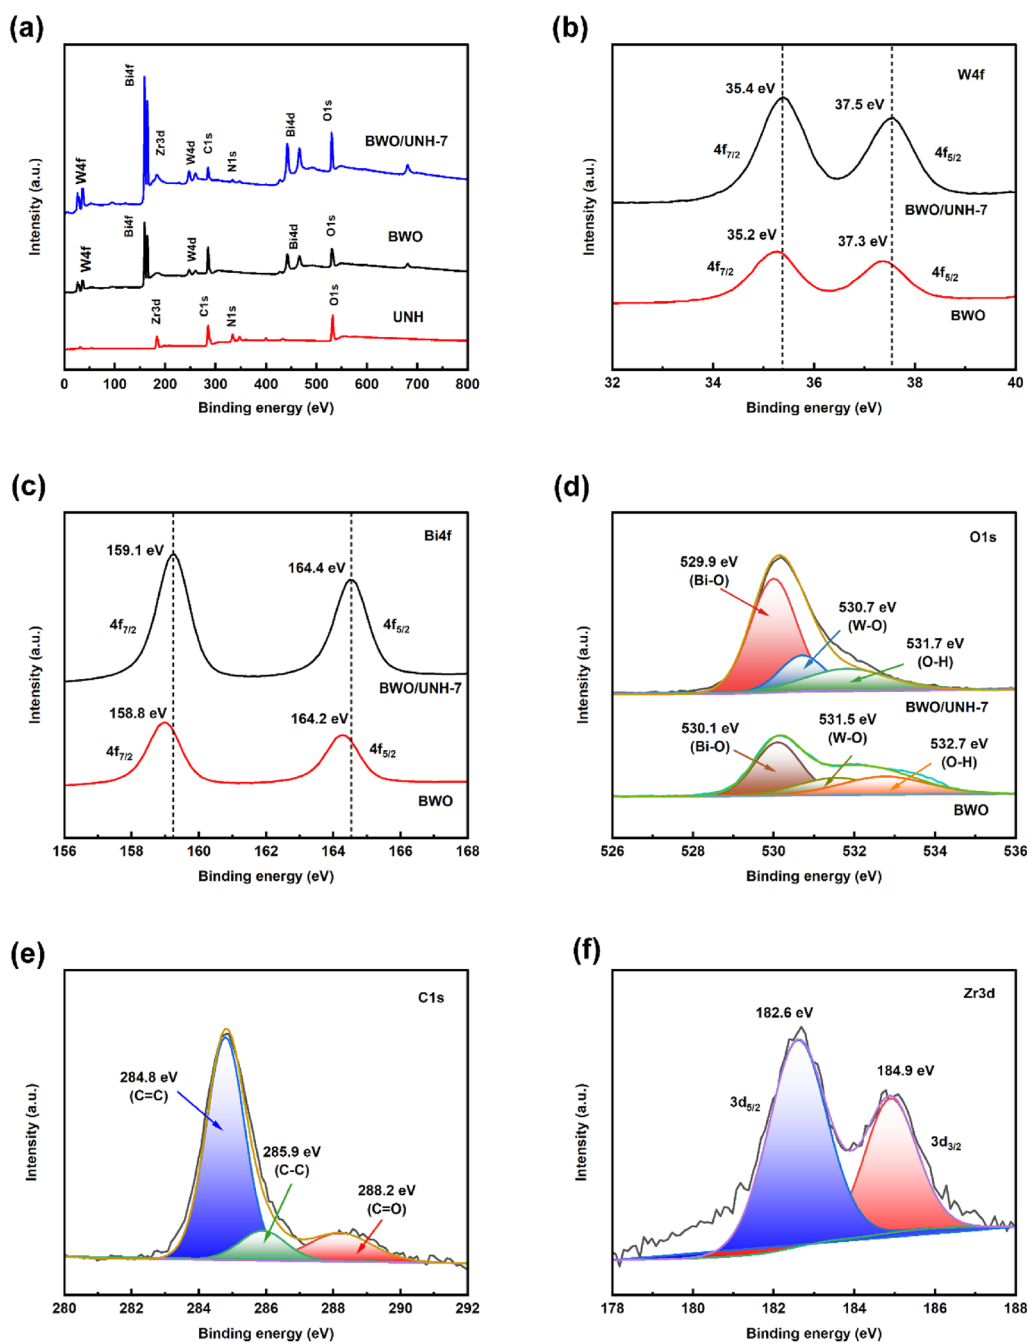 (a)
Bi4f
Zr3d
W4d
C1s
N1s
Bi4d
O1s
W4f
BWO/UNH-7
Bi4f
W4d
C1s
Bi4d
O1s
W4f
BWO
Zr3d
C1s
N1s
O1s
UNH
Intensity (a.u.)
0 100 200 300 400 500 600 700 800
Binding energy (eV)
(b)
W4f
35.4 eV
37.5 eV
4f7/2
4f5/2
BWO/UNH-7
35.2 eV
37.3 eV
4f7/2
4f5/2
BWO
Intensity (a.u.)
32 34 36 38 40
Binding energy (eV)
(c)
Bi4f
159.1 eV
164.4 eV
4f7/2
4f5/2
BWO/UNH-7
158.8 eV
164.2 eV
4f7/2
4f5/2
BWO
Intensity (a.u.)
156 158 160 162 164 166 168
Binding energy (eV)
(d)
O1s
529.9 eV
(Bi-O)
530.7 eV
(W-O)
531.7 eV
(O-H)
BWO/UNH-7
530.1 eV
(Bi-O)
531.5 eV
(W-O)
532.7 eV
(O-H)
BWO
Intensity (a.u.)
526 528 530 532 534 536
Binding energy (eV)
(e)
C1s
284.8 eV
(C=C)
285.9 eV
(C-C)
288.2 eV
(C=O)
Intensity (a.u.)
280 282 284 286 288 290 292
Binding energy (eV)
(f)
Zr3d
182.6 eV
184.9 eV
3d5/2
3d3/2
Intensity (a.u.)
178 180 182 184 186 188
Binding energy (eV)